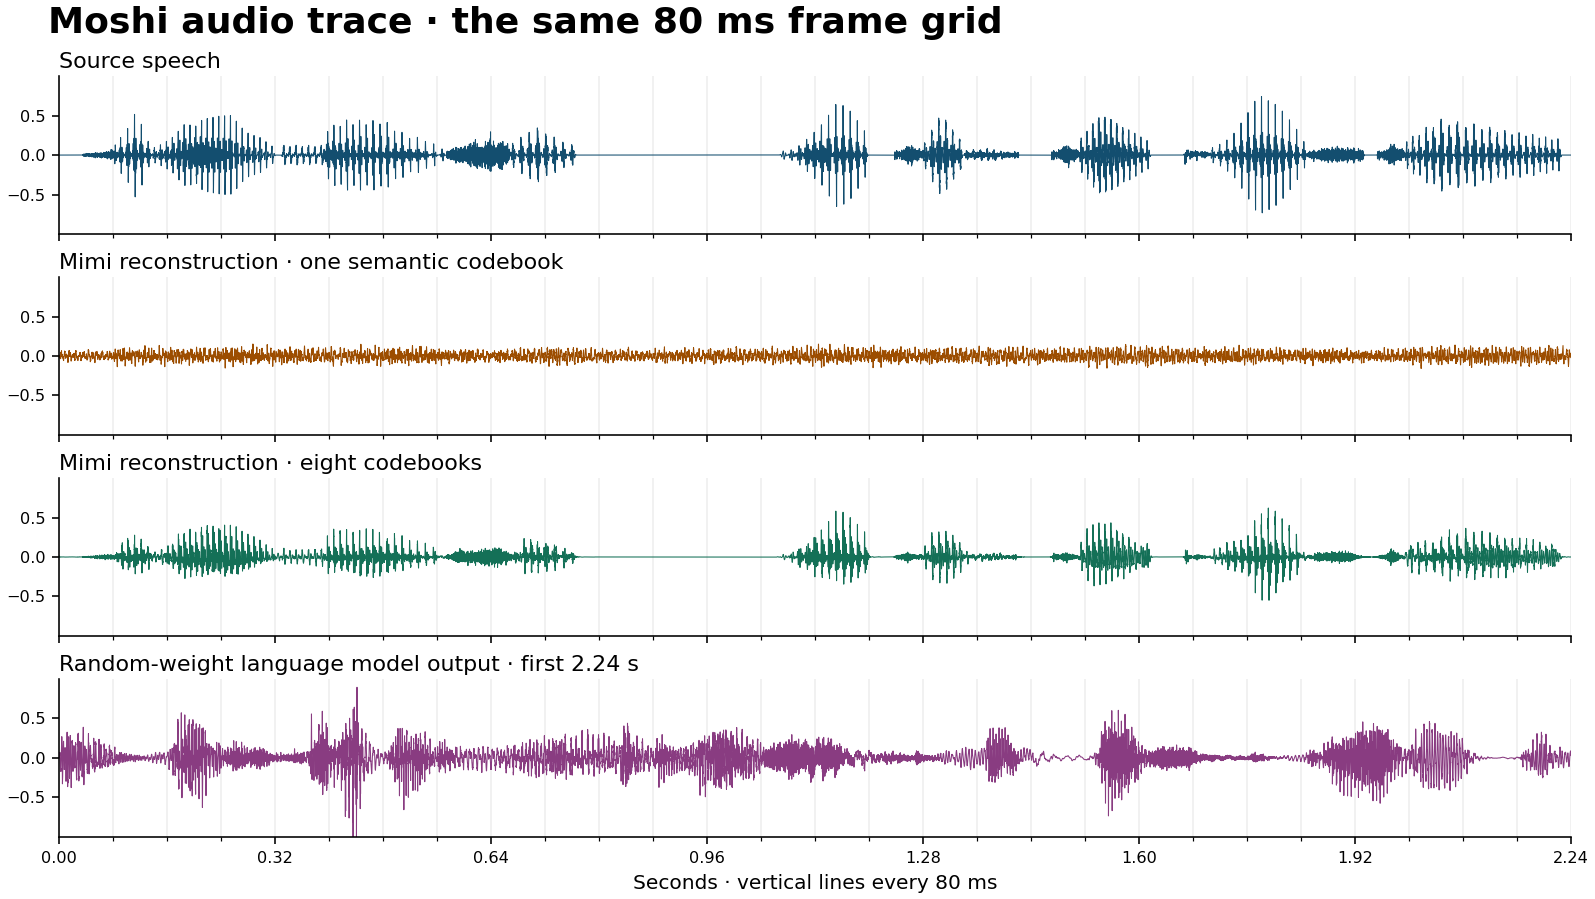 Moshi audio trace · the same 80 ms frame grid
Source speech
0.5
0.0
−0.5
Mimi reconstruction · one semantic codebook
0.5
0.0
−0.5
Mimi reconstruction · eight codebooks
0.5
0.0
−0.5
Random-weight language model output · first 2.24 s
0.5
0.0
−0.5
0.00 0.32 0.64 0.96 1.28 1.60 1.92 2.24
Seconds · vertical lines every 80 ms